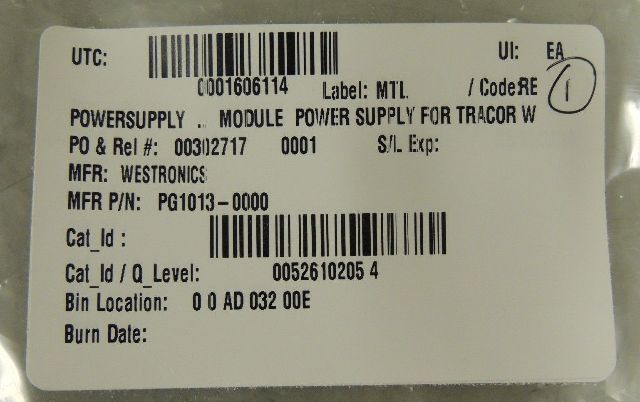 UTC: UI: EA
0001606114 Label: MTL / Code:RE 1
POWERSUPPLY .. MODULE POWER SUPPLY FOR TRACOR W
PO & Rel #: 00302717 0001 S/L Exp:
MFR: WESTRONICS
MFR P/N: PG1013-0000
Cat_Id :
Cat_Id / Q_Level: 0052610205 4
Bin Location: 0 0 AD 032 00E
Burn Date: